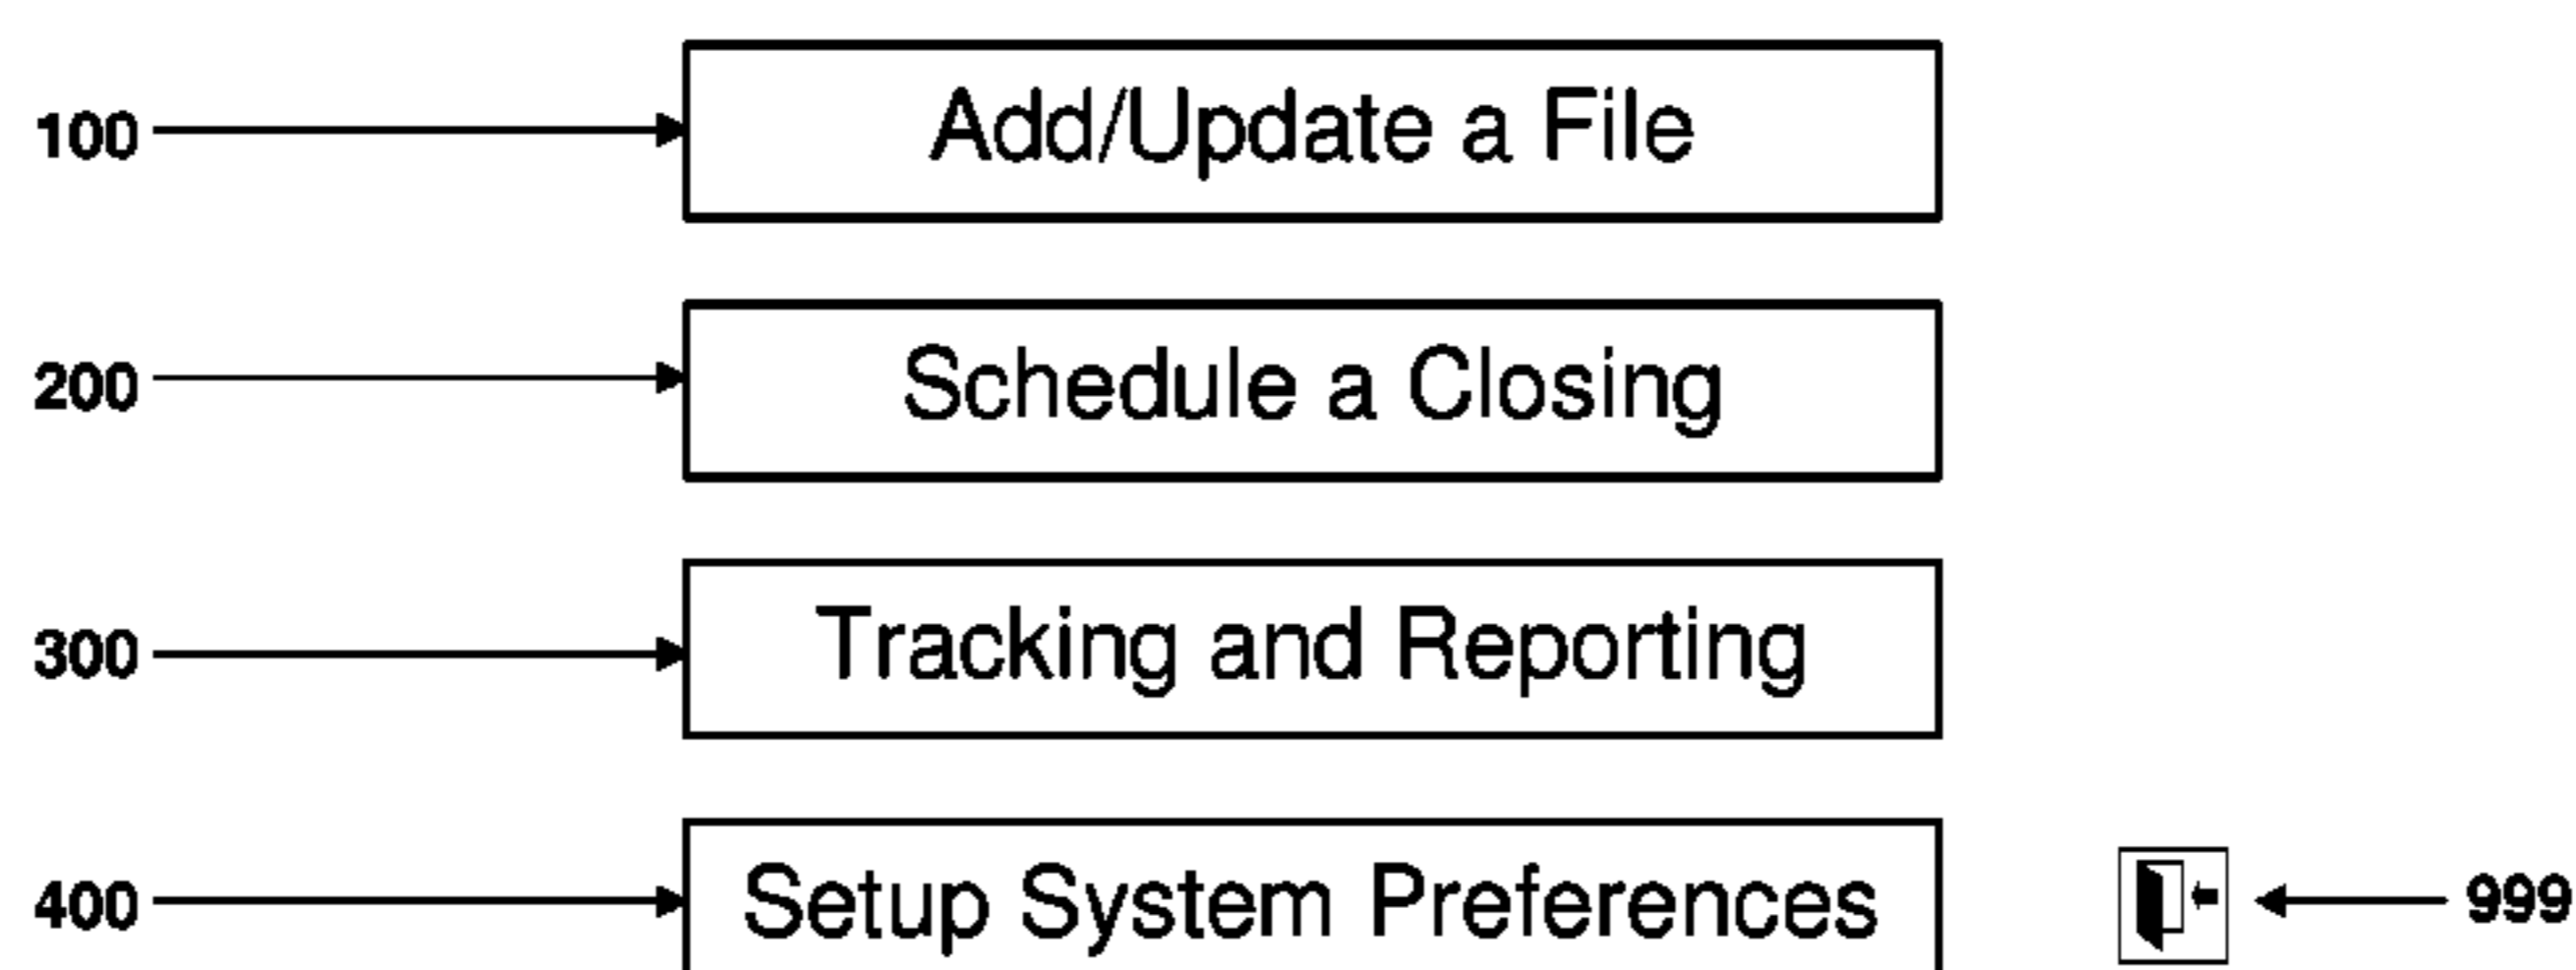 100 Add/Update a File
200 Schedule a Closing
300 Tracking and Reporting
400 Setup System Preferences 999